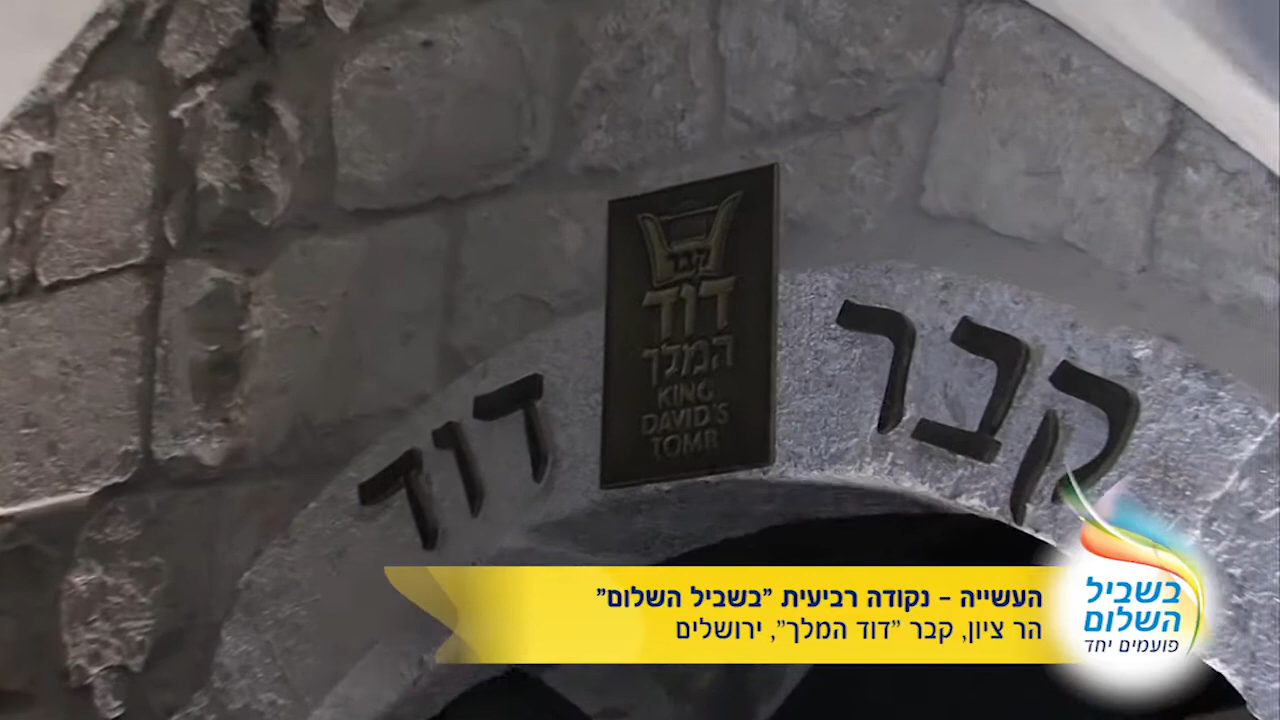 קבר דוד
קבר
דוד
המלך
KING
DAVID'S
TOMB
העשייה – נקודה רביעית "בשביל השלום"
הר ציון, קבר "דוד המלך", ירושלים
בשביל
השלום
פועמים יחד